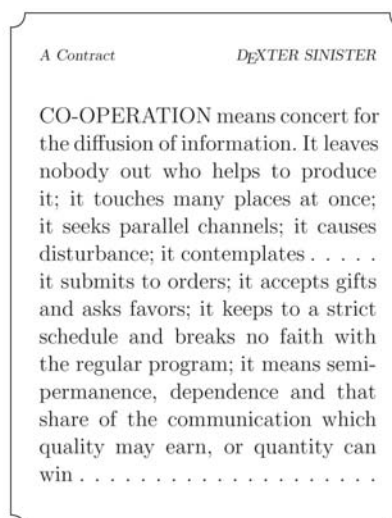 A Contract DEXTER SINISTER
CO-OPERATION means concert for
the diffusion of information. It leaves
nobody out who helps to produce
it; it touches many places at once;
it seeks parallel channels; it causes
disturbance; it contemplates . . . . .
it submits to orders; it accepts gifts
and asks favors; it keeps to a strict
schedule and breaks no faith with
the regular program; it means semi-
permanence, dependence and that
share of the communication which
quality may earn, or quantity can
win . . . . . . . . . . . . . . . . . . . .